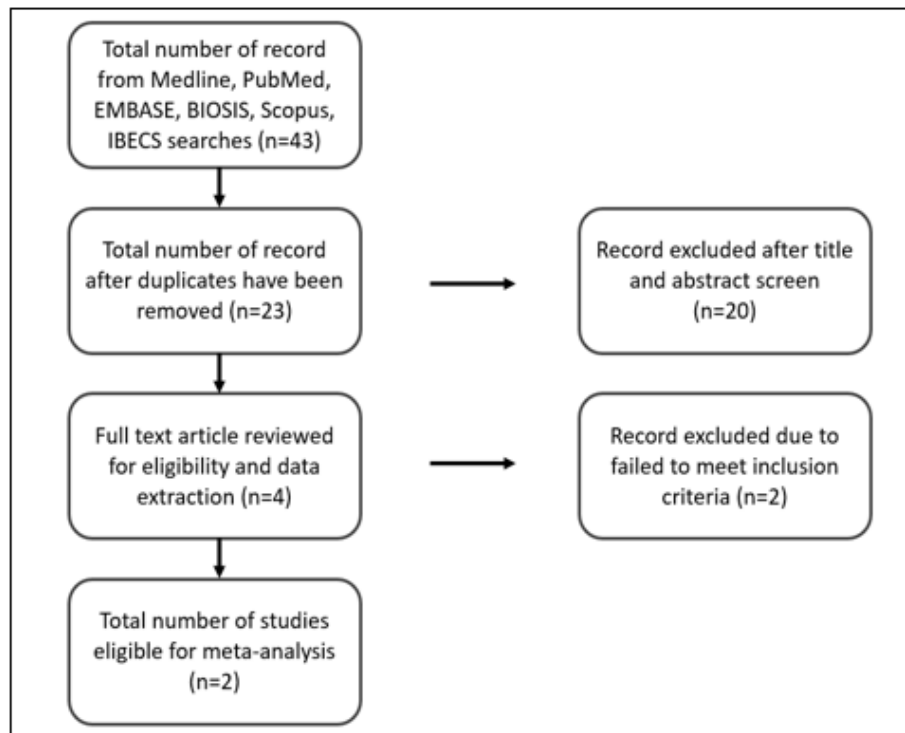 Total number of record
from Medline, PubMed,
EMBASE, BIOSIS, Scopus,
IBECS searches (n=43)
Total number of record
after duplicates have been
removed (n=23)
Record excluded after title
and abstract screen
(n=20)
Full text article reviewed
for eligibility and data
extraction (n=4)
Record excluded due to
failed to meet inclusion
criteria (n=2)
Total number of studies
eligible for meta-analysis
(n=2)